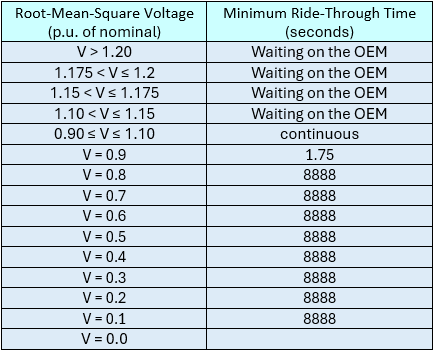 Root-Mean-Square Voltage Minimum Ride-Through Time
(p.u. of nominal) (seconds)
V > 1.20 Waiting on the OEM
1.175 < V ≤ 1.2 Waiting on the OEM
1.15 < V ≤ 1.175 Waiting on the OEM
1.10 < V ≤ 1.15 Waiting on the OEM
0.90 ≤ V ≤ 1.10 continuous
V = 0.9 1.75
V = 0.8 8888
V = 0.7 8888
V = 0.6 8888
V = 0.5 8888
V = 0.4 8888
V = 0.3 8888
V = 0.2 8888
V = 0.1 8888
V = 0.0